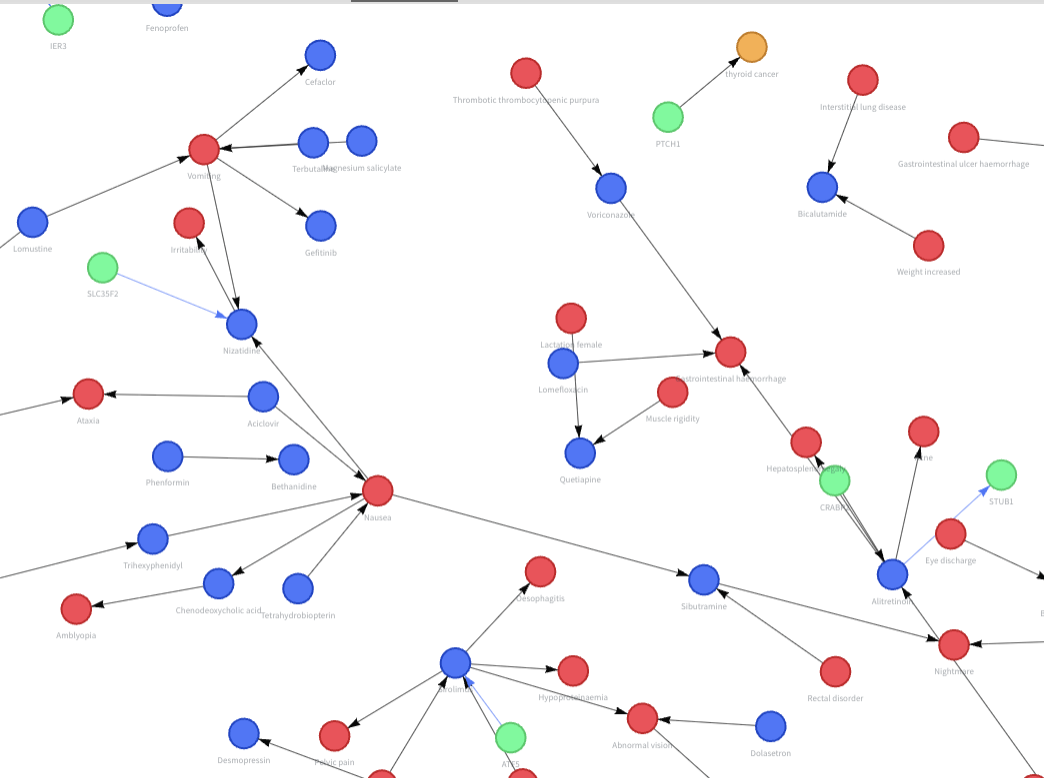 Fenoprofen
IER3
thyroid cancer
Cefaclor
Thrombotic thrombocytopenic purpura
Interstitial lung disease
PTCH1
Gastrointestinal ulcer haemorrhage
Terbutaline
Magnesium salicylate
Vomiting
Voriconazole
Bicalutamide
Lomustine
Irritability
Gefitinib
Weight increased
SLC35F2
Lactation female
Nizatidine
Gastrointestinal haemorrhage
Lomefloxacin
Ataxia
Aciclovir
Muscle rigidity
Phenformin
Bethanidine
Quetiapine
Hepatosplenomegaly
STUB1
Nausea
Eye discharge
Trihexyphenidyl
Oesophagitis
Alitretinoin
Chenodeoxycholic acid
Tetrahydrobiopterin
Sibutramine
Amblyopia
Nightmare
Sirolimus
Hypoproteinaemia
Rectal disorder
Abnormal vision
Dolasetron
Desmopressin
Pelvic pain
ATF5